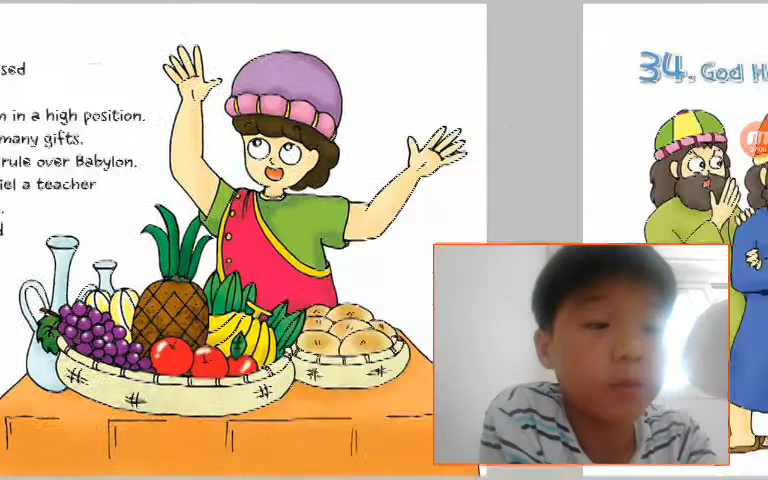 sed
n in a high position.
many gifts.
rule over Babylon.
iel a teacher
34. God H